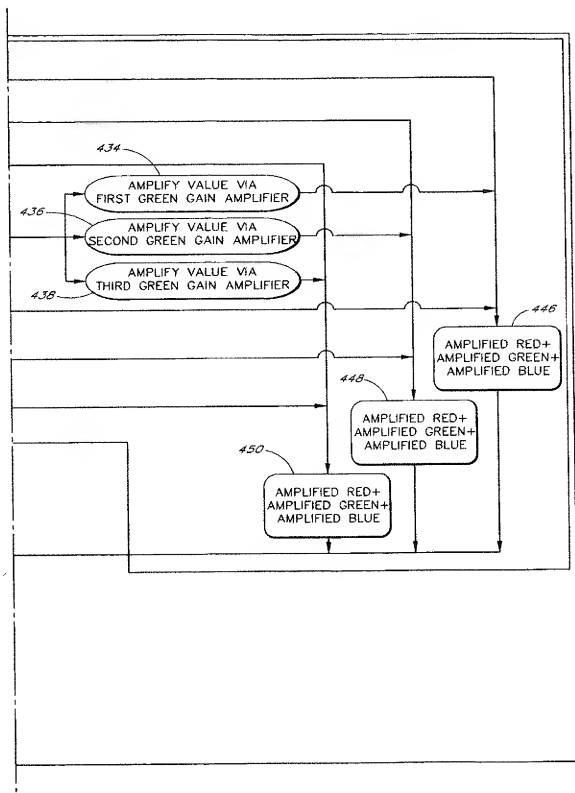 434
AMPLIFY VALUE VIA
FIRST GREEN GAIN AMPLIFIER
436
AMPLIFY VALUE VIA
SECOND GREEN GAIN AMPLIFIER
AMPLIFY VALUE VIA
THIRD GREEN GAIN AMPLIFIER
438
446
AMPLIFIED RED+
AMPLIFIED GREEN+
AMPLIFIED BLUE
448
AMPLIFIED RED+
AMPLIFIED GREEN+
AMPLIFIED BLUE
450
AMPLIFIED RED+
AMPLIFIED GREEN+
AMPLIFIED BLUE